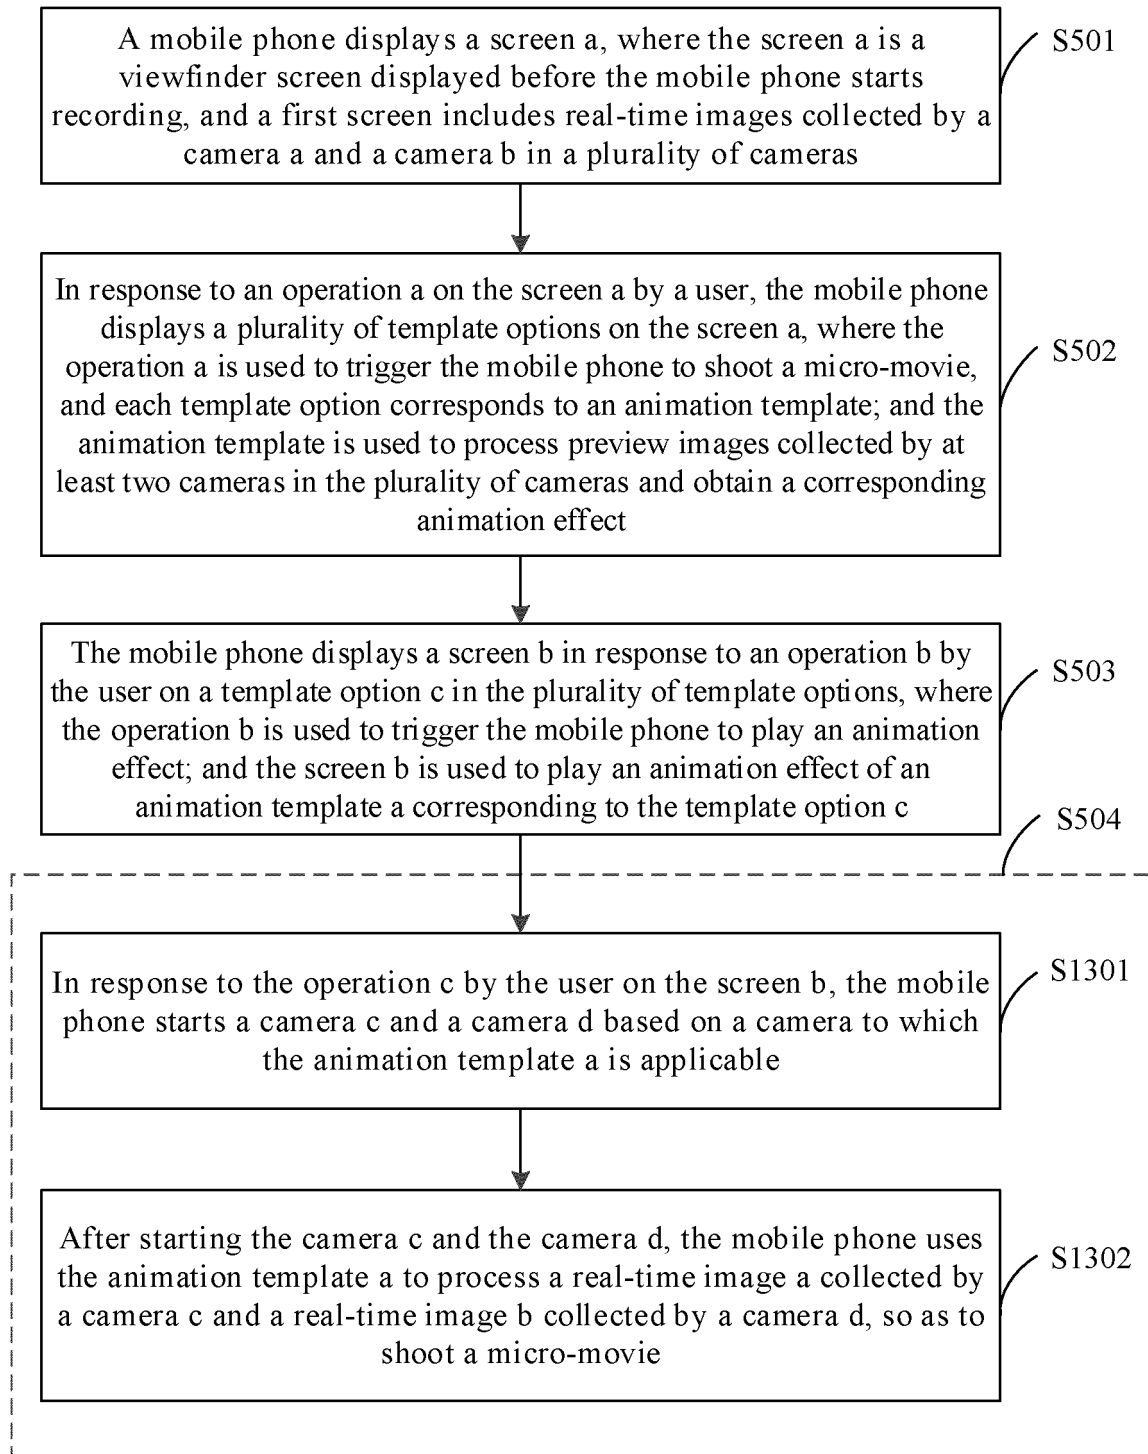 A mobile phone displays a screen a, where the screen a is a
viewfinder screen displayed before the mobile phone starts
recording, and a first screen includes real-time images collected by a
camera a and a camera b in a plurality of cameras
S501
In response to an operation a on the screen a by a user, the mobile phone
displays a plurality of template options on the screen a, where the
operation a is used to trigger the mobile phone to shoot a micro-movie,
and each template option corresponds to an animation template; and the
animation template is used to process preview images collected by at
least two cameras in the plurality of cameras and obtain a corresponding
animation effect
S502
The mobile phone displays a screen b in response to an operation b by
the user on a template option c in the plurality of template options, where
the operation b is used to trigger the mobile phone to play an animation
effect; and the screen b is used to play an animation effect of an
animation template a corresponding to the template option c
S503
S504
In response to the operation c by the user on the screen b, the mobile
phone starts a camera c and a camera d based on a camera to which
the animation template a is applicable
S1301
After starting the camera c and the camera d, the mobile phone uses
the animation template a to process a real-time image a collected by
a camera c and a real-time image b collected by a camera d, so as to
shoot a micro-movie
S1302